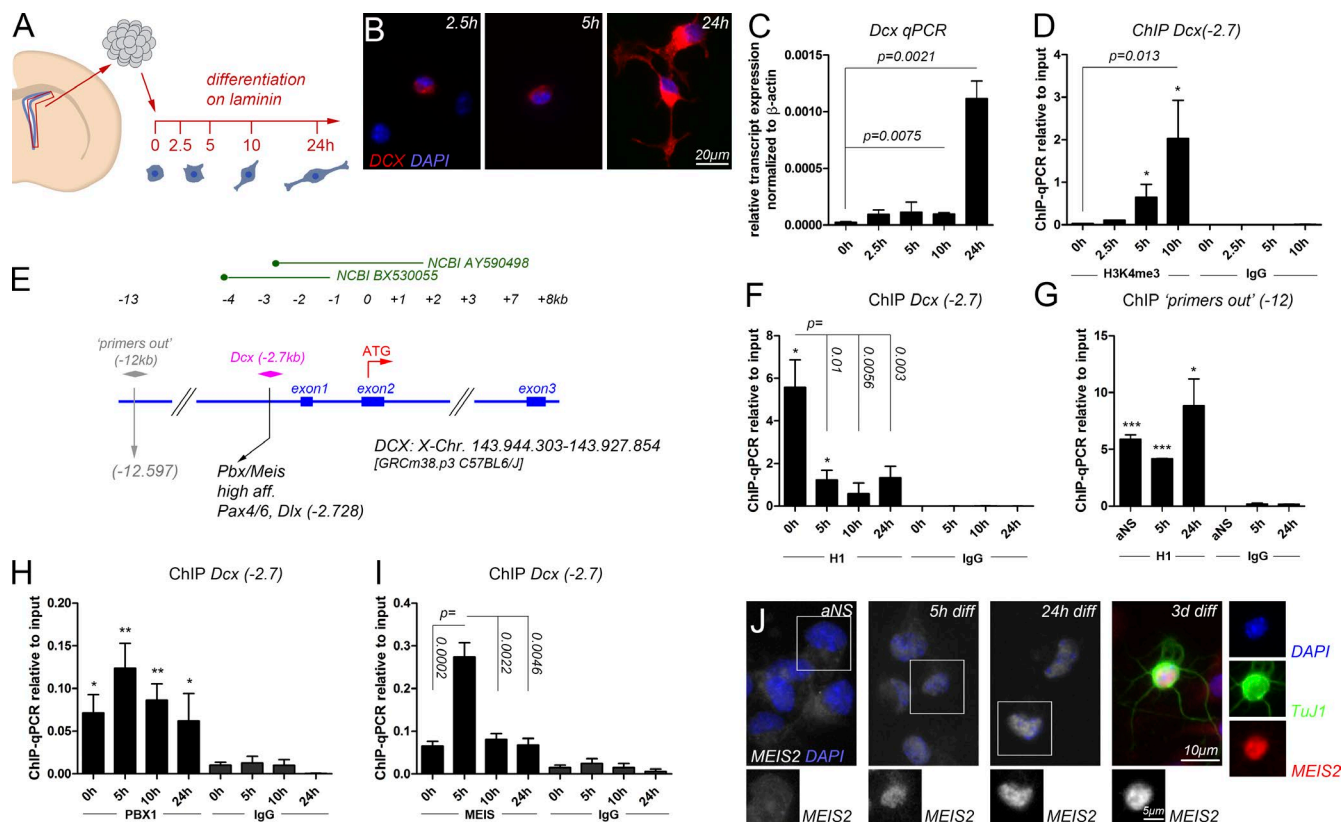 A
differentiation
on laminin
0 2.5 5 10 24h
B
2.5h
5h
24h
DCX DAPI
20µm
C
Dcx qPCR
relative transcript expression
normalized to β-actin
0.0015
0.0010
0.0005
0.0000
p=0.0021
p=0.0075
0h 2.5h 5h 10h 24h
D
ChIP Dcx(-2.7)
ChIP-qPCR relative to input
4
3
2
1
0
p=0.013
* *
0h 2.5h 5h 10h 0h 2.5h 5h 10h
H3K4me3 IgG
E
NCBI AY590498
NCBI BX530055
-13 -4 -3 -2 -1 0 +1 +2 +3 +7 +8kb
'primers out'
(-12kb)
Dcx (-2.7kb)
ATG
exon1 exon2 exon3
(-12.597)
Pbx/Meis
high aff.
Pax4/6, Dlx (-2.728)
DCX: X-Chr. 143.944.303-143.927.854
[GRCm38.p3 C57BL6/J]
F
ChIP Dcx (-2.7)
ChIP-qPCR relative to input
8
6
4
2
0
p=
0.01
0.0056
0.003
* *
0h 5h 10h 24h 0h 5h 10h 24h
H1 IgG
G
ChIP 'primers out' (-12)
ChIP-qPCR relative to input
15
10
5
0
*** *** *
aNS 5h 24h aNS 5h 24h
H1 IgG
H
ChIP Dcx (-2.7)
ChIP-qPCR relative to input
0.20
0.15
0.10
0.05
0.00
* ** ** *
0h 5h 10h 24h 0h 5h 10h 24h
PBX1 IgG
I
ChIP Dcx (-2.7)
ChIP-qPCR relative to input
0.4
0.3
0.2
0.1
0.0
p=
0.0002
0.0022
0.0046
0h 5h 10h 24h 0h 5h 10h 24h
MEIS IgG
J
aNS
5h diff
24h diff
3d diff
MEIS2 DAPI
10µm
DAPI
TuJ1
MEIS2
MEIS2
MEIS2
MEIS2
5µm
MEIS2